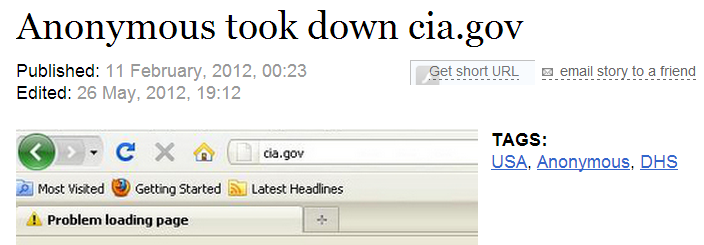 Anonymous took down cia.gov
Published: 11 February, 2012, 00:23
Edited: 26 May, 2012, 19:12
Get short URL
email story to a friend
cia.gov
Most Visited Getting Started Latest Headlines
Problem loading page
TAGS:
USA, Anonymous, DHS